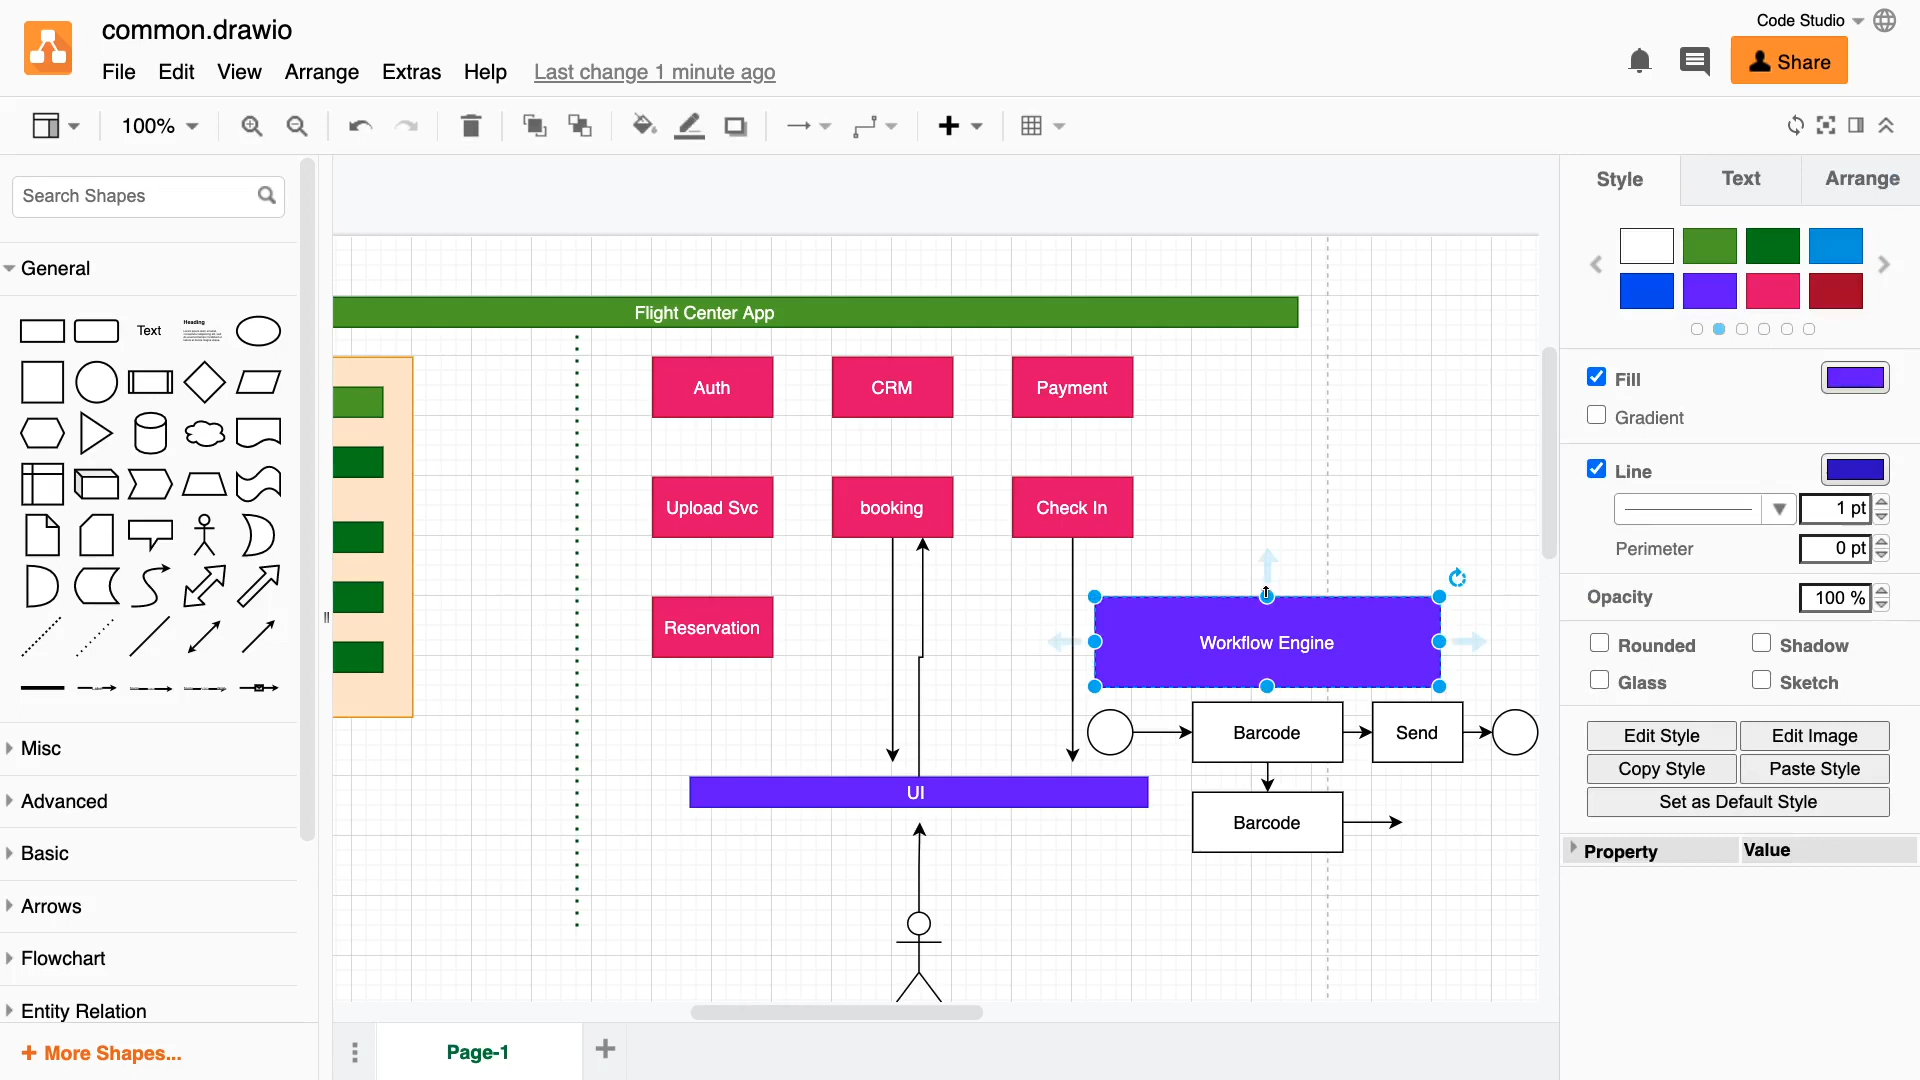 common.drawio
Code Studio
File Edit View Arrange Extras Help Last change 1 minute ago
Share
100%
Search Shapes
General
Text
Heading
Misc
Advanced
Basic
Arrows
Flowchart
Entity Relation
+ More Shapes...
Flight Center App
Auth
CRM
Payment
Upload Svc
booking
Check In
Reservation
Workflow Engine
Barcode
Send
UI
Barcode
Page-1
Style
Text
Arrange
Fill
Gradient
Line
1 pt
Perimeter
0 pt
Opacity
100 %
Rounded
Shadow
Glass
Sketch
Edit Style
Edit Image
Copy Style
Paste Style
Set as Default Style
Property
Value